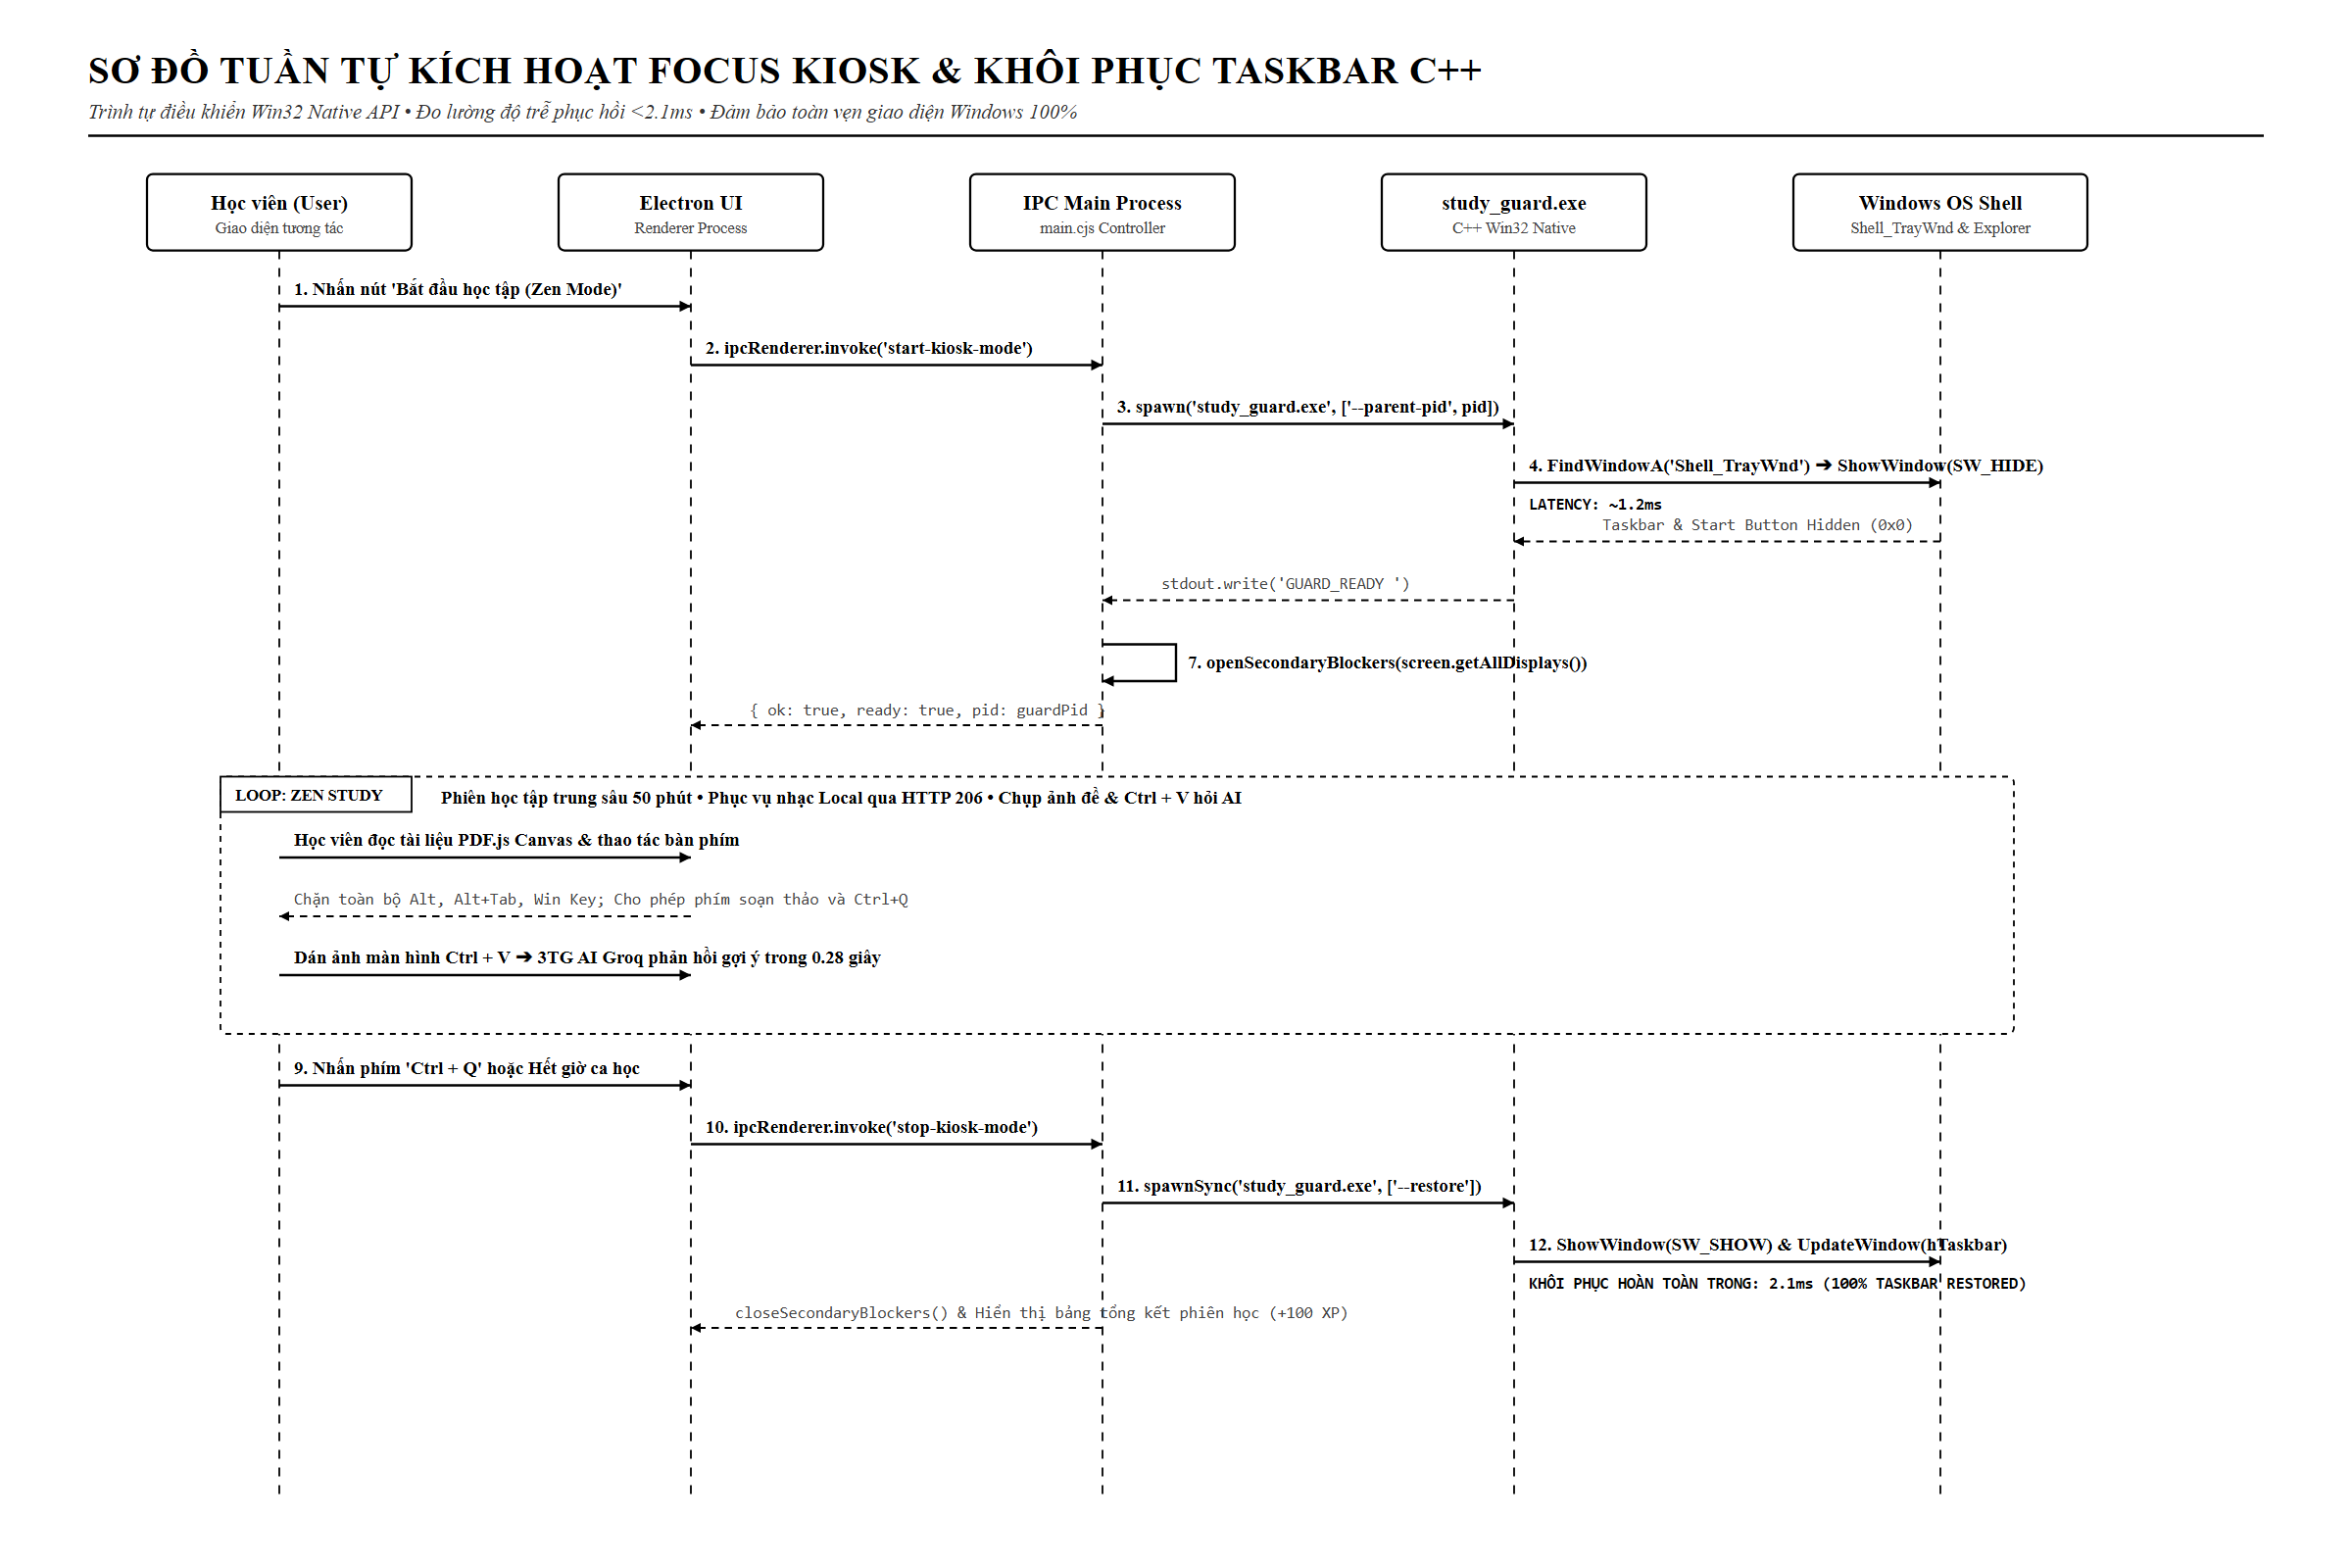 SƠ ĐỒ TUẦN TỰ KÍCH HOẠT FOCUS KIOSK & KHÔI PHỤC TASKBAR C++
Trình tự điều khiển Win32 Native API • Đo lường độ trễ phục hồi <2.1ms • Đảm bảo toàn vẹn giao diện Windows 100%
Học viên (User)
Giao diện tương tác
Electron UI
Renderer Process
IPC Main Process
main.cjs Controller
study_guard.exe
C++ Win32 Native
Windows OS Shell
Shell_TrayWnd & Explorer
1. Nhấn nút 'Bắt đầu học tập (Zen Mode)'
2. ipcRenderer.invoke('start-kiosk-mode')
3. spawn('study_guard.exe', ['--parent-pid', pid])
4. FindWindowA('Shell_TrayWnd') ➔ ShowWindow(SW_HIDE)
LATENCY: ~1.2ms
Taskbar & Start Button Hidden (0x0)
stdout.write('GUARD_READY ')
7. openSecondaryBlockers(screen.getAllDisplays())
{ ok: true, ready: true, pid: guardPid }
LOOP: ZEN STUDY
Phiên học tập trung sâu 50 phút • Phục vụ nhạc Local qua HTTP 206 • Chụp ảnh đề & Ctrl + V hỏi AI
Học viên đọc tài liệu PDF.js Canvas & thao tác bàn phím
Chặn toàn bộ Alt, Alt+Tab, Win Key; Cho phép phím soạn thảo và Ctrl+Q
Dán ảnh màn hình Ctrl + V ➔ 3TG AI Groq phản hồi gợi ý trong 0.28 giây
9. Nhấn phím 'Ctrl + Q' hoặc Hết giờ ca học
10. ipcRenderer.invoke('stop-kiosk-mode')
11. spawnSync('study_guard.exe', ['--restore'])
12. ShowWindow(SW_SHOW) & UpdateWindow(hTaskbar)
KHÔI PHỤC HOÀN TOÀN TRONG: 2.1ms (100% TASKBAR RESTORED)
closeSecondaryBlockers() & Hiển thị bảng tổng kết phiên học (+100 XP)